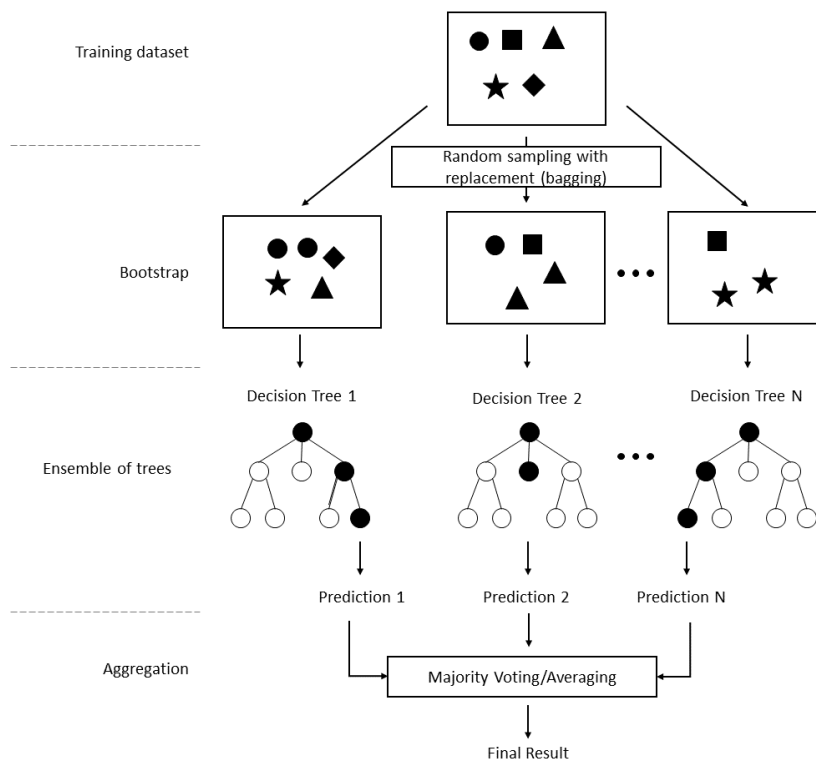 Training dataset
Random sampling with
replacement (bagging)
Bootstrap
Decision Tree 1
Decision Tree 2
Decision Tree N
Ensemble of trees
Prediction 1
Prediction 2
Prediction N
Aggregation
Majority Voting/Averaging
Final Result